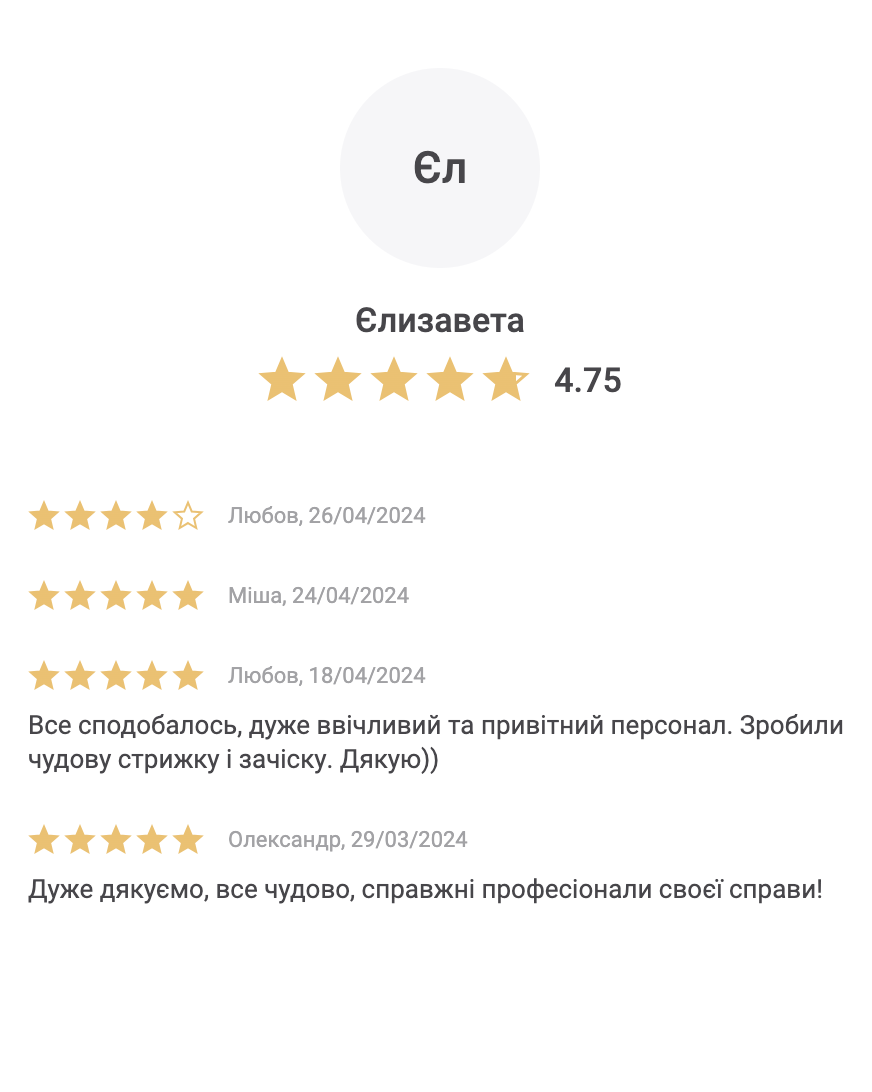 Єл
Єлизавета
4.75
Любов, 26/04/2024
Міша, 24/04/2024
Любов, 18/04/2024
Все сподобалось, дуже ввічливий та привітний персонал. Зробили
чудову стрижку і зачіску. Дякую))
Олександр, 29/03/2024
Дуже дякуємо, все чудово, справжні професіонали своєї справи!